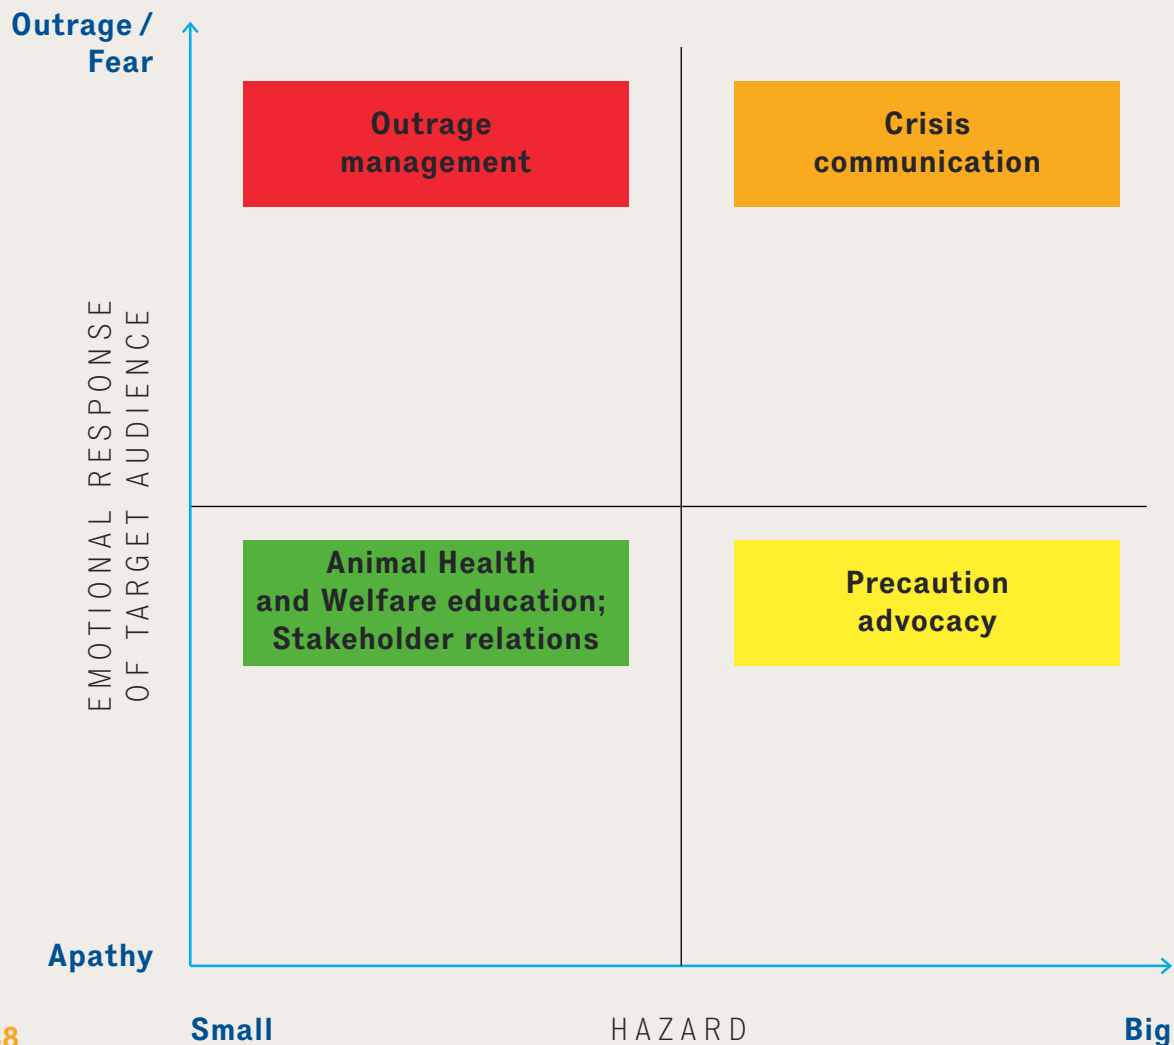 Outrage /
Fear
Outrage
management
Crisis
communication
EMOTIONAL RESPONSE
OF TARGET AUDIENCE
Animal Health
and Welfare education;
Stakeholder relations
Precaution
advocacy
Apathy
Small
HAZARD
Big